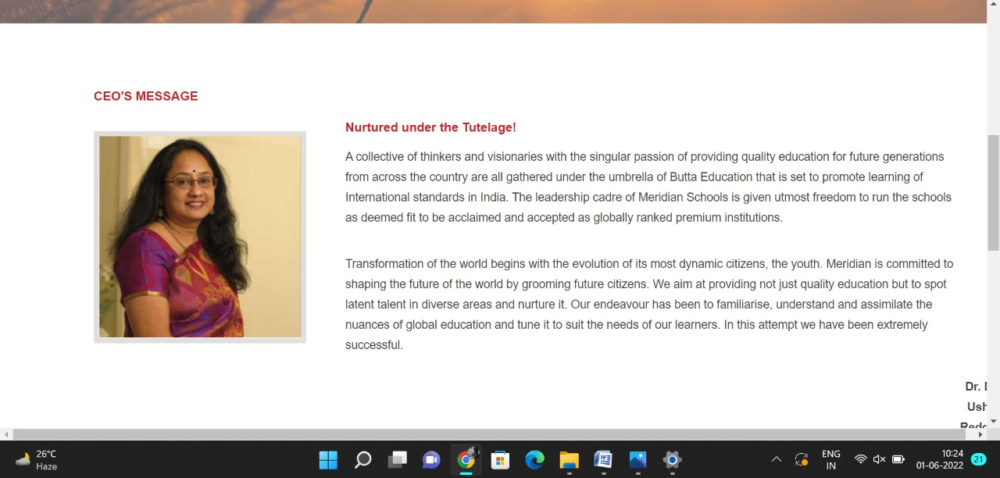 CEO'S MESSAGE
Nurtured under the Tutelage!
A collective of thinkers and visionaries with the singular passion of providing quality education for future generations
from across the country are all gathered under the umbrella of Butta Education that is set to promote learning of
International standards in India. The leadership cadre of Meridian Schools is given utmost freedom to run the schools
as deemed fit to be acclaimed and accepted as globally ranked premium institutions.
Transformation of the world begins with the evolution of its most dynamic citizens, the youth. Meridian is committed to
shaping the future of the world by grooming future citizens. We aim at providing not just quality education but to spot
latent talent in diverse areas and nurture it. Our endeavour has been to familiarise, understand and assimilate the
nuances of global education and tune it to suit the needs of our learners. In this attempt we have been extremely
successful.
Dr.
26°C
Haze
ENG
IN
10:24
01-06-2022
21